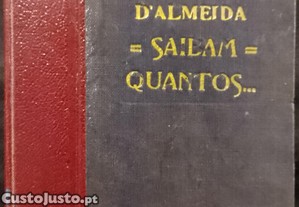 D'ALMEIDA
= SAIBAM =
QUANTOS...
CustoJusto.pt